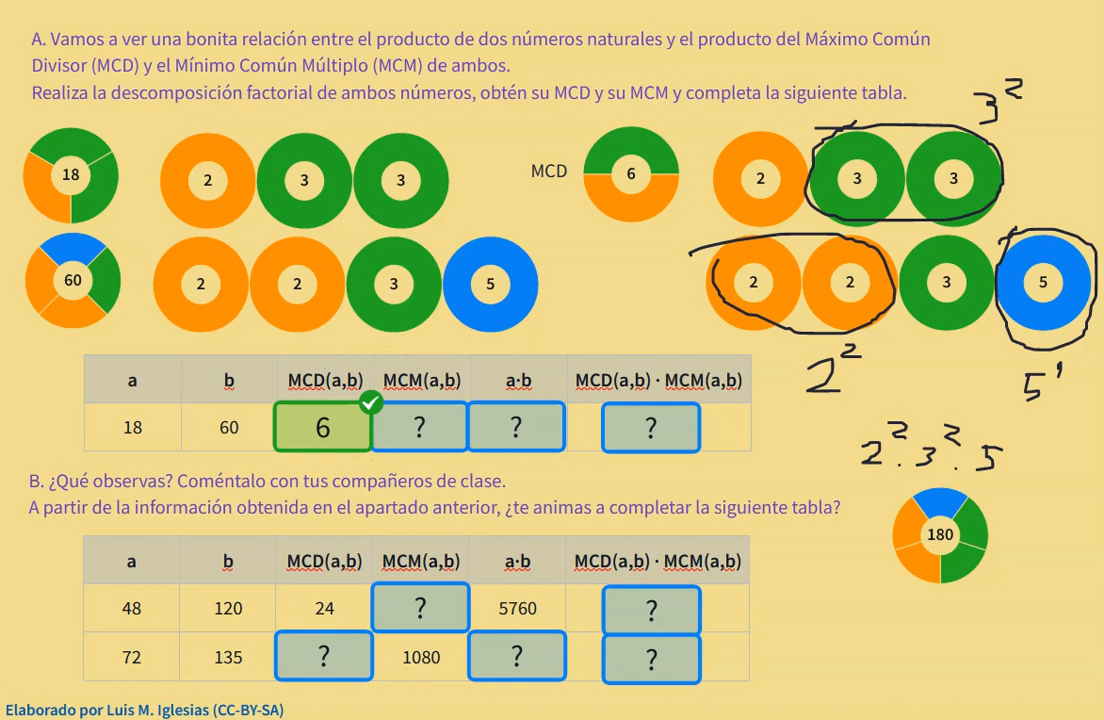 A. Vamos a ver una bonita relación entre el producto de dos números naturales y el producto del Máximo Común
Divisor (MCD) y el Mínimo Común Múltiplo (MCM) de ambos.
Realiza la descomposición factorial de ambos números, obtén su MCD y su MCM y completa la siguiente tabla.
3²
18 2 3 3 MCD 6 2 3 3
60 2 2 3 5 2 2 3 5
2² 5¹
a b MCD(a,b) MCM(a,b) a·b MCD(a,b) · MCM(a,b)
18 60 6 ? ? ?
2² . 3² . 5
180
B. ¿Qué observas? Coméntalo con tus compañeros de clase.
A partir de la información obtenida en el apartado anterior, ¿te animas a completar la siguiente tabla?
a b MCD(a,b) MCM(a,b) a·b MCD(a,b) · MCM(a,b)
48 120 24 ? 5760 ?
72 135 ? 1080 ? ?
Elaborado por Luis M. Iglesias (CC-BY-SA)